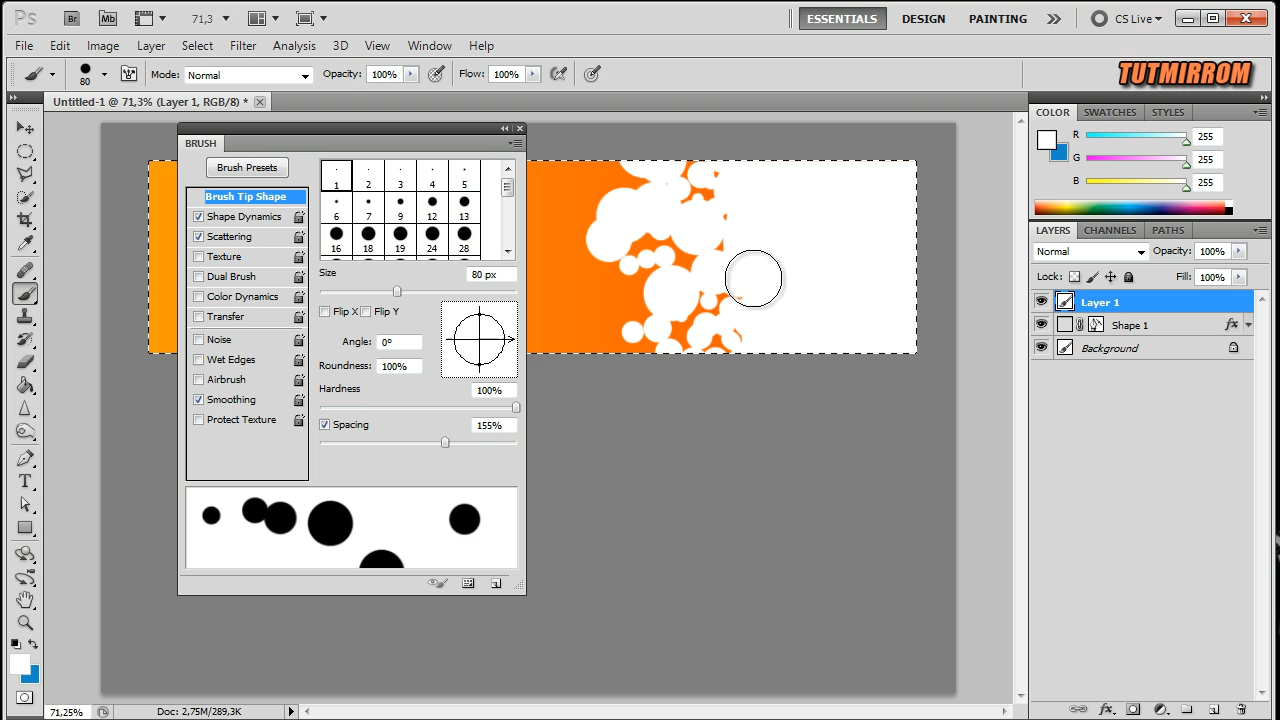 Ps Br Mb 71,3 ESSENTIALS DESIGN PAINTING CS Live
File Edit Image Layer Select Filter Analysis 3D View Window Help
80 Mode: Normal Opacity: 100% Flow: 100%
TUTMIRROM
Untitled-1 @ 71,3% (Layer 1, RGB/8) *
BRUSH
Brush Presets
Brush Tip Shape
Shape Dynamics
Scattering
Texture
Dual Brush
Color Dynamics
Transfer
Noise
Wet Edges
Airbrush
Smoothing
Protect Texture
1 2 3 4 5
6 7 9 12 13
16 18 19 24 28
Size 80 px
Flip X Flip Y
Angle: 0°
Roundness: 100%
Hardness 100%
Spacing 155%
COLOR SWATCHES STYLES
R 255
G 255
B 255
LAYERS CHANNELS PATHS
Normal Opacity: 100%
Lock: Fill: 100%
Layer 1
Shape 1 fx
Background
fx
T
71,25% Doc: 2,75M/289,3K